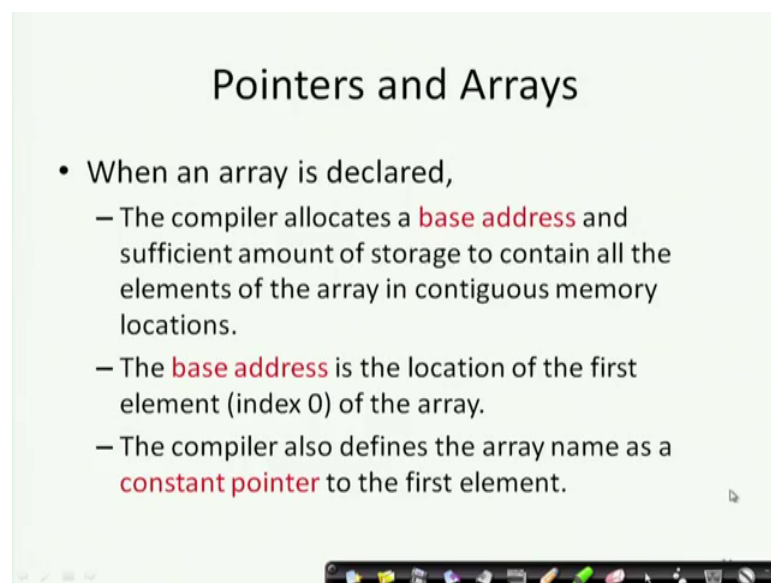 Pointers and Arrays
• When an array is declared,
– The compiler allocates a base address and
sufficient amount of storage to contain all the
elements of the array in contiguous memory
locations.
– The base address is the location of the first
element (index 0) of the array.
– The compiler also defines the array name as a
constant pointer to the first element.